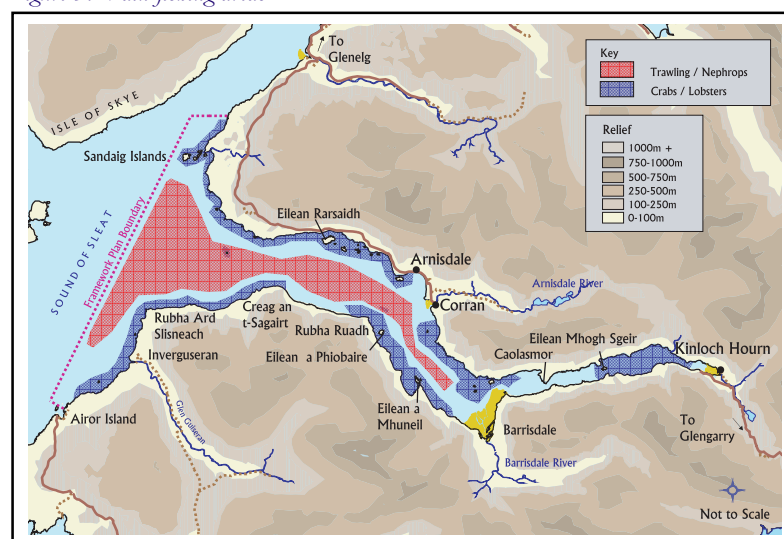 To
Glenelg
Key
Trawling / Nephrops
Crabs / Lobsters
ISLE OF SKYE
Relief
1000m +
750-1000m
500-750m
250-500m
100-250m
0-100m
Sandaig Islands
SOUND OF SLEAT
Framework Plan Boundary
Eilean Rarsaidh
Arnisdale
Arnisdale River
Corran
Creag an
t-Sagairt
Rubha Ard
Slisneach
Rubha Ruadh
Inverguseran
Eilean a Phiobaire
Eilean Mhogh Sgeir
Caolasmor
Kinloch Hourn
Airor Island
Glen Guseran
Eilean a
Mhuneil
Barrisdale
To
Glengarry
Barrisdale River
Not to Scale